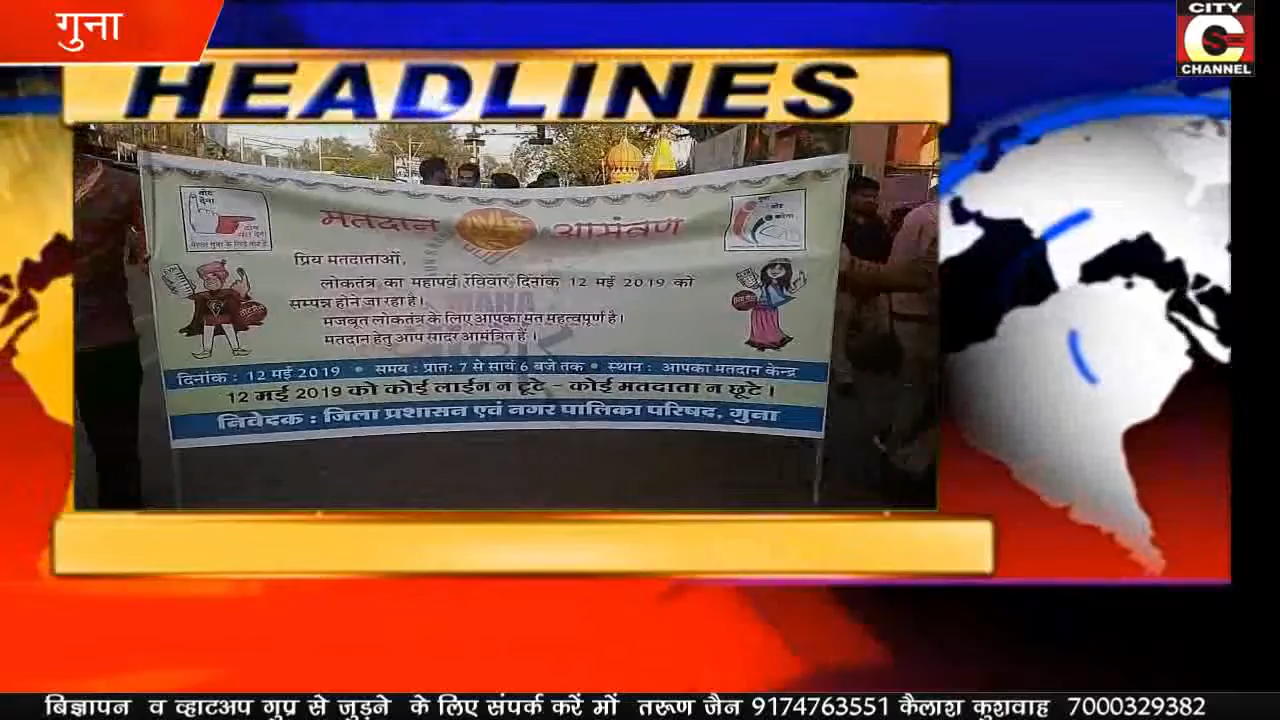 गुना
CITY
CSC
CHANNEL
HEADLINES
वोट
देना
मतदान आमंत्रण
प्रिय मतदाताओं,
लोकतंत्र का महापर्व रविवार दिनांक 12 मई 2019 को
सम्पन्न होने जा रहा है।
मजबूत लोकतंत्र के लिए आपका मत महत्वपूर्ण है।
मतदान हेतु आप सादर आमंत्रित हैं ।
दिनांक : 12 मई 2019 • समय : प्रातः 7 से सायं 6 बजे तक • स्थान : आपका मतदान केन्द्र
12 मई 2019 को कोई लाईन न टूटे - कोई मतदाता न छूटे ।
निवेदक : जिला प्रशासन एवं नगर पालिका परिषद, गुना
बिज्ञापन व व्हाटअप गुप्र से जुड़ने के लिए संपर्क करें मों तरूण जैन 9174763551 कैलाश कुशवाह 7000329382